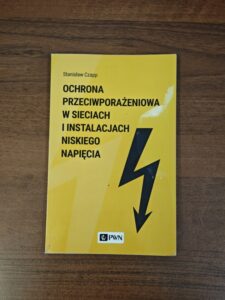 Stanisław Czapp
OCHRONA
PRZECIWPORAŻENIOWA
W SIECIACH
I INSTALACJACH
NISKIEGO
NAPIĘCIA
PWN